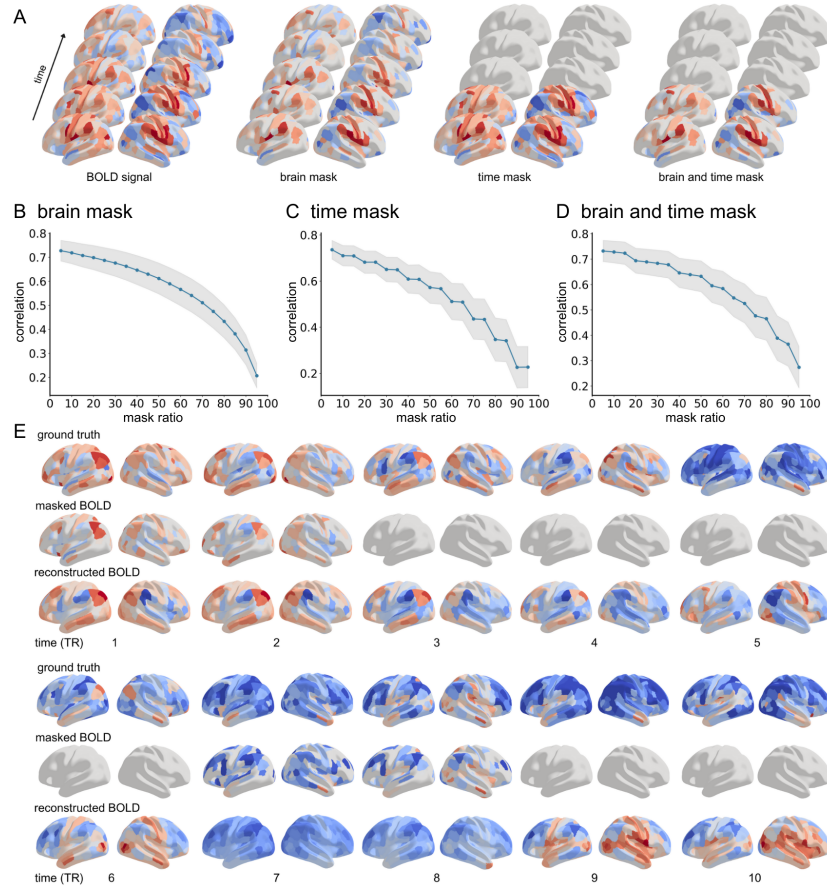 A
time
BOLD signal
brain mask
time mask
brain and time mask
B brain mask
C time mask
D brain and time mask
0.8
0.7
0.6
0.5
0.4
0.3
0.2
correlation
0 10 20 30 40 50 60 70 80 90 100
mask ratio
0.8
0.6
0.4
0.2
correlation
0 10 20 30 40 50 60 70 80 90 100
mask ratio
0.8
0.7
0.6
0.5
0.4
0.3
0.2
correlation
0 10 20 30 40 50 60 70 80 90 100
mask ratio
E
ground truth
masked BOLD
reconstructed BOLD
time (TR) 1 2 3 4 5
ground truth
masked BOLD
reconstructed BOLD
time (TR) 6 7 8 9 10